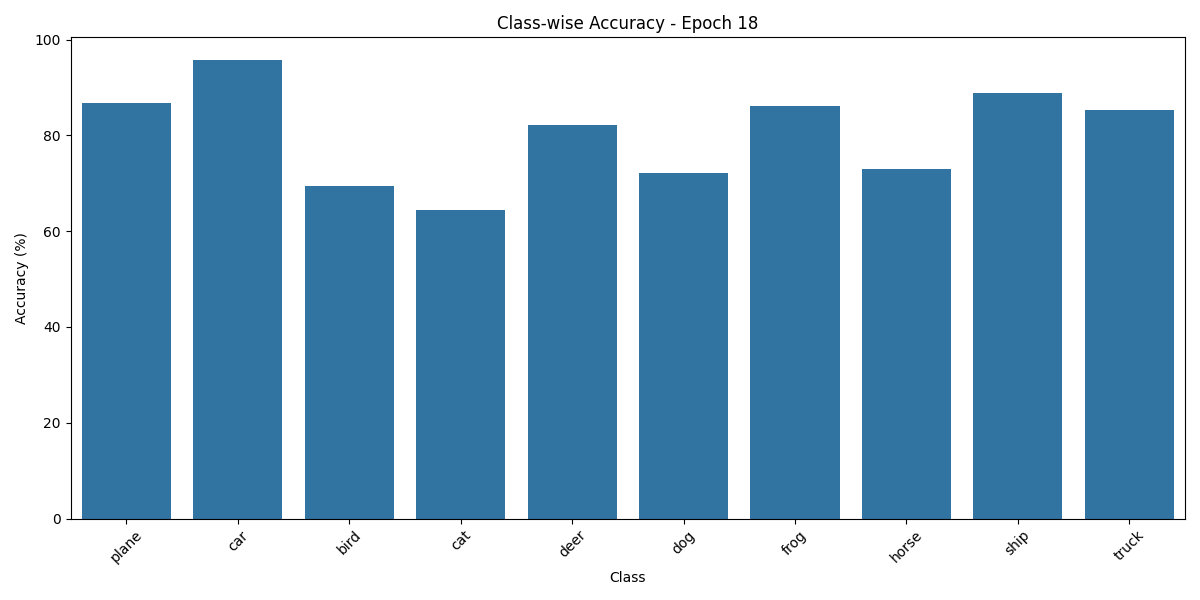 Class-wise Accuracy - Epoch 18
Accuracy (%)
100
80
60
40
20
0
plane
car
bird
cat
deer
dog
frog
horse
ship
truck
Class